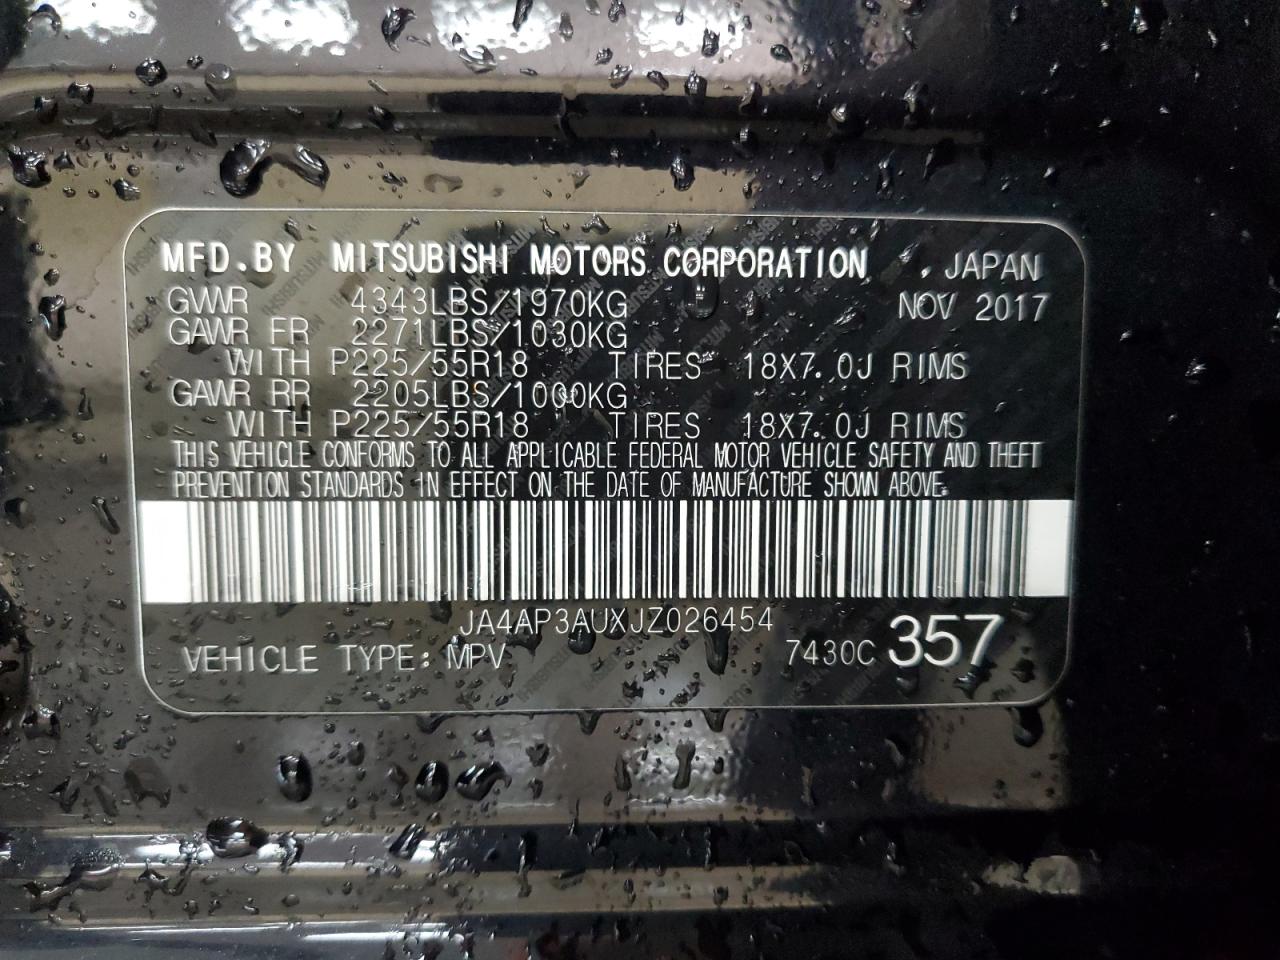 MFD.BY MITSUBISHI MOTORS CORPORATION . JAPAN
GVWR 4343LBS/1970KG NOV 2017
GAWR FR 2271LBS/1030KG
WITH P225/55R18 TIRES 18X7.0J RIMS
GAWR RR 2205LBS/1000KG
WITH P225/55R18 TIRES 18X7.0J RIMS
THIS VEHICLE CONFORMS TO ALL APPLICABLE FEDERAL MOTOR VEHICLE SAFETY AND THEFT
PREVENTION STANDARDS IN EFFECT ON THE DATE OF MANUFACTURE SHOWN ABOVE.
JA4AP3AUXJZ026454
VEHICLE TYPE: MPV 7430C 357